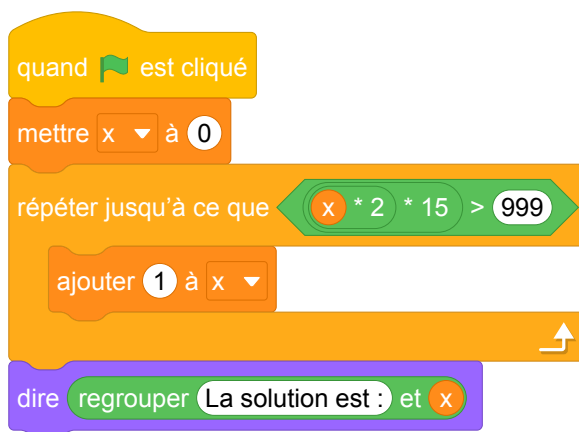 quand est cliqué
mettre x à 0
répéter jusqu’à ce que x * 2 * 15 > 999
ajouter 1 à x
dire regrouper La solution est : et x